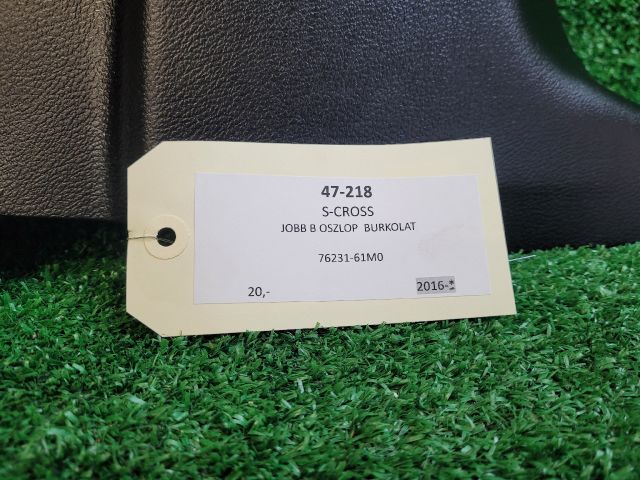 47-218
S-CROSS
JOBB B OSZLOP BURKOLAT
76231-61M0
20,- 2016-*